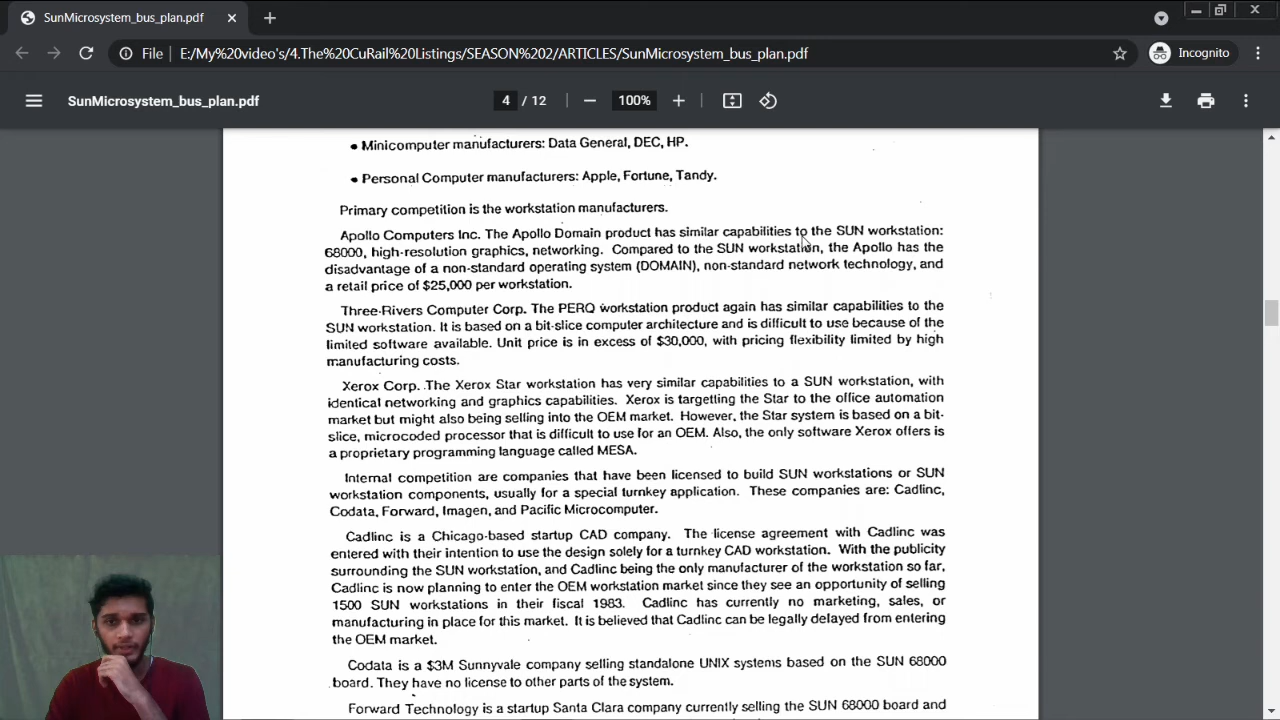 SunMicrosystem_bus_plan.pdf
File E:/My%20video's/4.The%20CuRail%20Listings/SEASON%202/ARTICLES/SunMicrosystem_bus_plan.pdf
Incognito
SunMicrosystem_bus_plan.pdf
4 / 12
100%
• Minicomputer manufacturers: Data General, DEC, HP.
• Personal Computer manufacturers: Apple, Fortune, Tandy.
Primary competition is the workstation manufacturers.
Apollo Computers Inc. The Apollo Domain product has similar capabilities to the SUN workstation:
68000, high-resolution graphics, networking. Compared to the SUN workstation, the Apollo has the
disadvantage of a non-standard operating system (DOMAIN), non-standard network technology, and
a retail price of $25,000 per workstation.
Three-Rivers Computer Corp. The PERQ workstation product again has similar capabilities to the
SUN workstation. It is based on a bit-slice computer architecture and is difficult to use because of the
limited software available. Unit price is in excess of $30,000, with pricing flexibility limited by high
manufacturing costs.
Xerox Corp. The Xerox Star workstation has very similar capabilities to a SUN workstation, with
identical networking and graphics capabilities. Xerox is targetting the Star to the office automation
market but might also being selling into the OEM market. However, the Star system is based on a bit-
slice, microcoded processor that is difficult to use for an OEM. Also, the only software Xerox offers is
a proprietary programming language called MESA.
Internal competition are companies that have been licensed to build SUN workstations or SUN
workstation components, usually for a special turnkey application. These companies are: Cadlinc,
Codata, Forward, Imagen, and Pacific Microcomputer.
Cadlinc is a Chicago-based startup CAD company. The license agreement with Cadlinc was
entered with their intention to use the design solely for a turnkey CAD workstation. With the publicity
surrounding the SUN workstation, and Cadlinc being the only manufacturer of the workstation so far,
Cadlinc is now planning to enter the OEM workstation market since they see an opportunity of selling
1500 SUN workstations in their fiscal 1983. Cadlinc has currently no marketing, sales, or
manufacturing in place for this market. It is believed that Cadlinc can be legally delayed from entering
the OEM market.
Codata is a $3M Sunnyvale company selling standalone UNIX systems based on the SUN 68000
board. They have no license to other parts of the system.
Forward Technology is a startup Santa Clara company currently selling the SUN 68000 board and